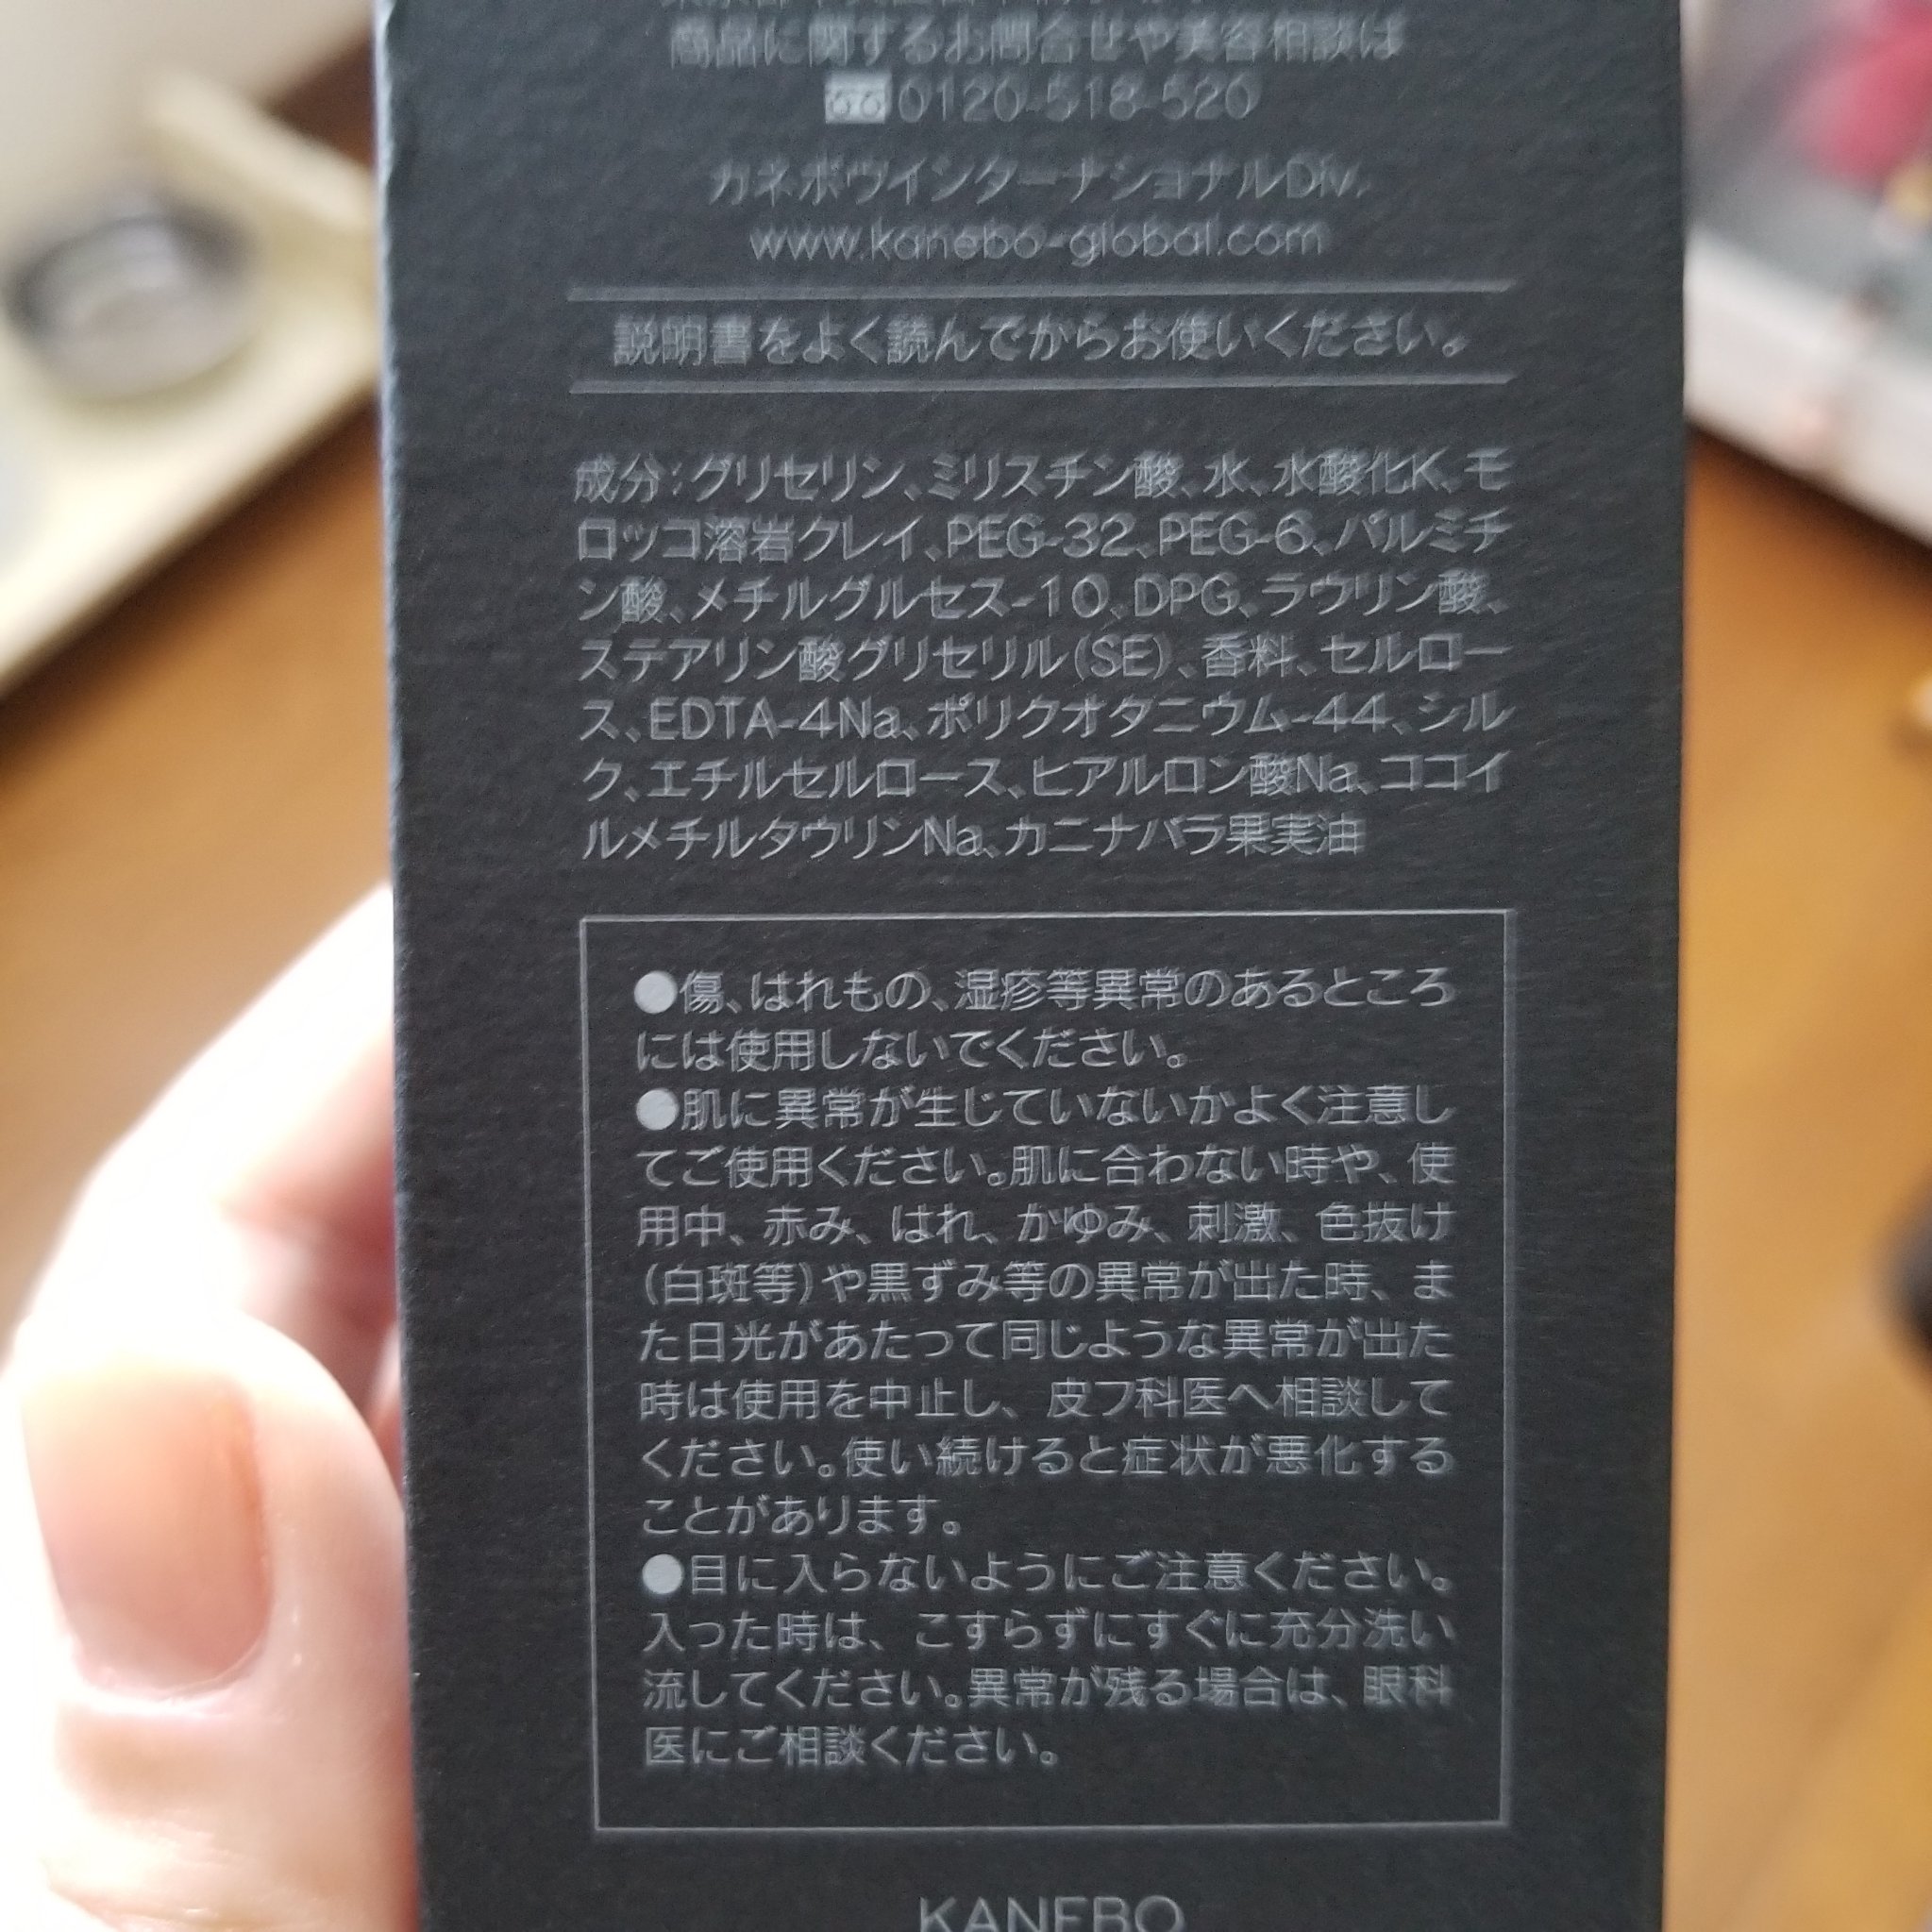 商品に関するお問合せや美容相談は
0120-518-520
カネボウインターナショナルDiv.
www.kanebo-global.com
説明書をよく読んでからお使いください。
成分:グリセリン、ミリスチン酸、水、水酸化K、モ
ロッコ溶岩クレイ、PEG-32、PEG-6、パルミチ
ン酸、メチルグルセス-10、DPG、ラウリン酸、
ステアリン酸グリセリル(SE)、香料、セルロー
ス、EDTA-4Na、ポリクオタニウム-44、シル
ク、エチルセルロース、ヒアルロン酸Na、ココイ
ルメチルタウリンNa、カニナバラ果実油
●傷、はれもの、湿疹等異常のあるところ
には使用しないでください。
●肌に異常が生じていないかよく注意し
てご使用ください。肌に合わない時や、使
用中、赤み、はれ、かゆみ、刺激、色抜け
(白斑等)や黒ずみ等の異常が出た時、ま
た日光があたって同じような異常が出た
時は使用を中止し、皮フ科医へ相談して
ください。使い続けると症状が悪化する
ことがあります。
●目に入らないようにご注意ください。
入った時は、こすらずにすぐに充分洗い
流してください。異常が残る場合は、眼科
医にご相談ください。
KANEBO